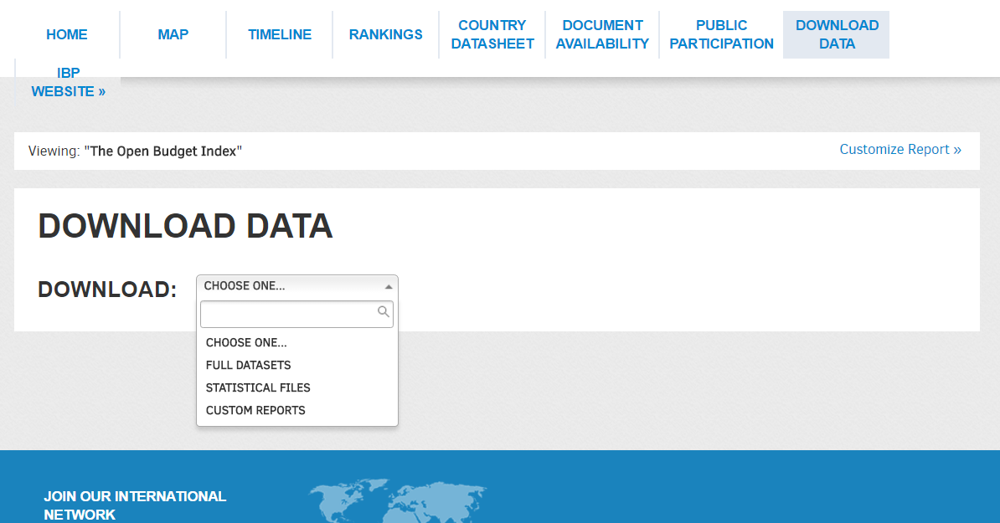 HOME
MAP
TIMELINE
RANKINGS
COUNTRY
DATASHEET
DOCUMENT
AVAILABILITY
PUBLIC
PARTICIPATION
DOWNLOAD
DATA
IBP
WEBSITE »
Viewing: "The Open Budget Index"
Customize Report »
DOWNLOAD DATA
DOWNLOAD:
CHOOSE ONE...
CHOOSE ONE...
FULL DATASETS
STATISTICAL FILES
CUSTOM REPORTS
JOIN OUR INTERNATIONAL
NETWORK